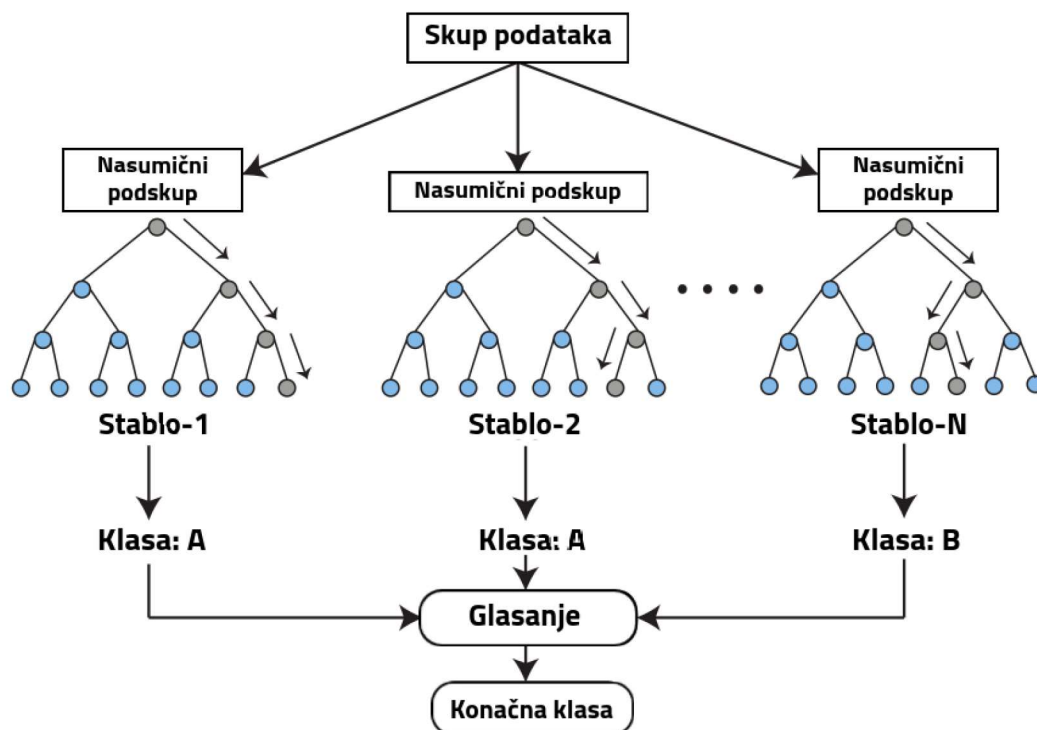 Skup podataka
Nasumični
podskup
Nasumični podskup
Nasumični
podskup
Stablo-1
Stablo-2
Stablo-N
Klasa: A
Klasa: A
Klasa: B
Glasanje
Konačna klasa